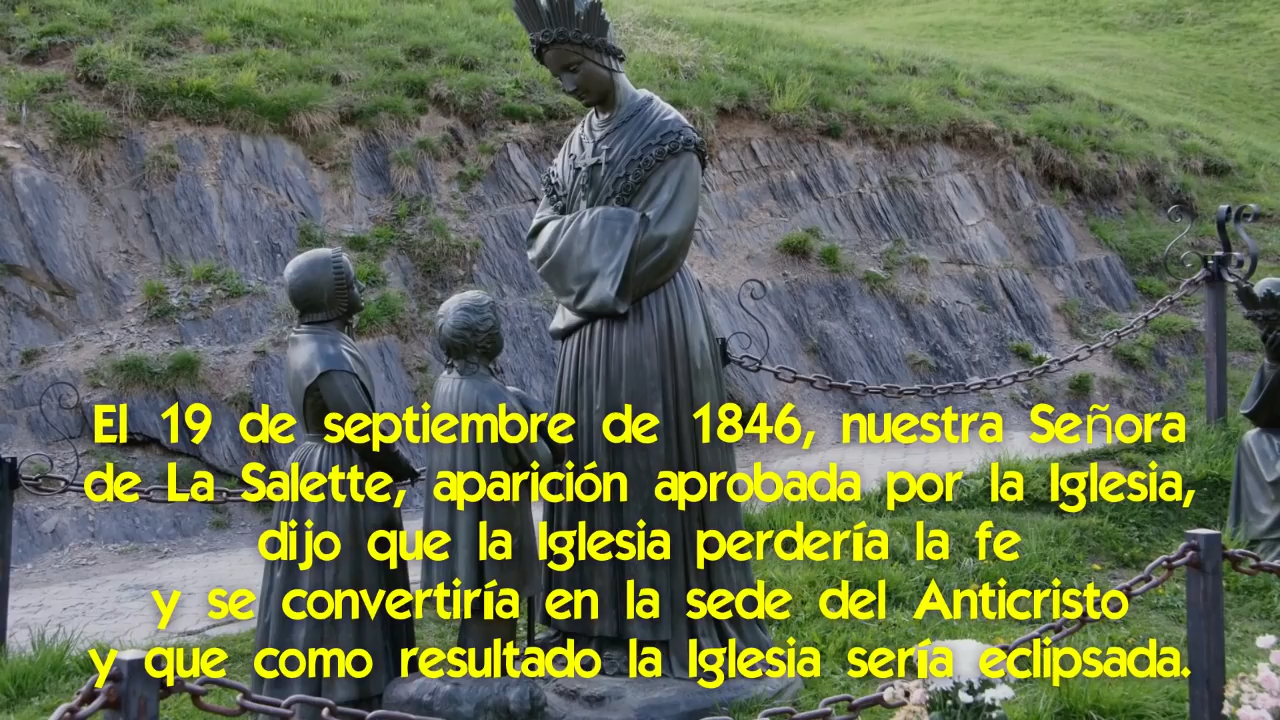 El 19 de septiembre de 1846, nuestra Señora
de La Salette, aparición aprobada por la Iglesia,
dijo que la Iglesia perdería la fe
y se convertiría en la sede del Anticristo
y que como resultado la Iglesia sería eclipsada.